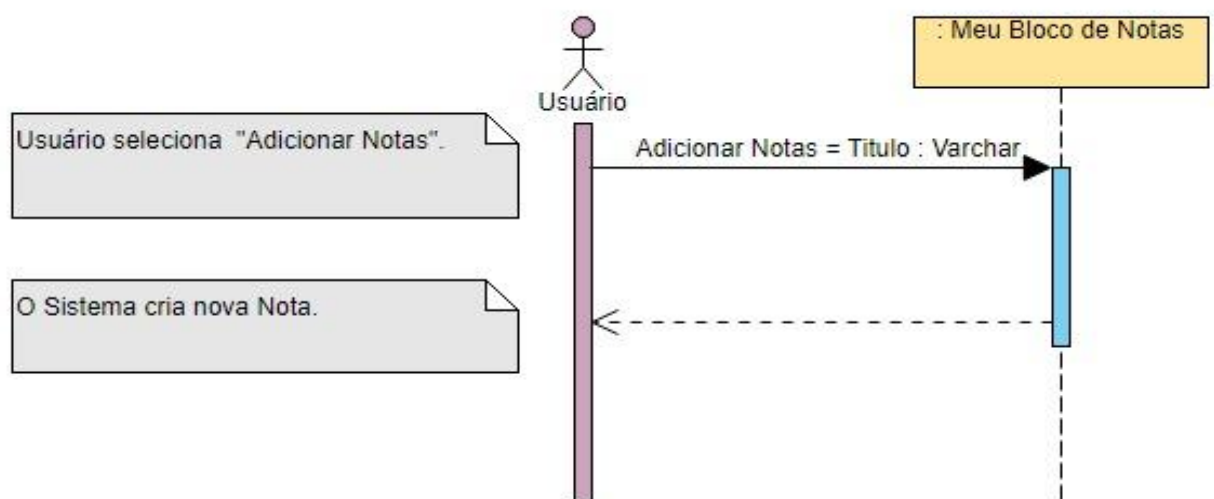 : Meu Bloco de Notas
Usuário
Usuário seleciona "Adicionar Notas".
Adicionar Notas = Titulo : Varchar
O Sistema cria nova Nota.